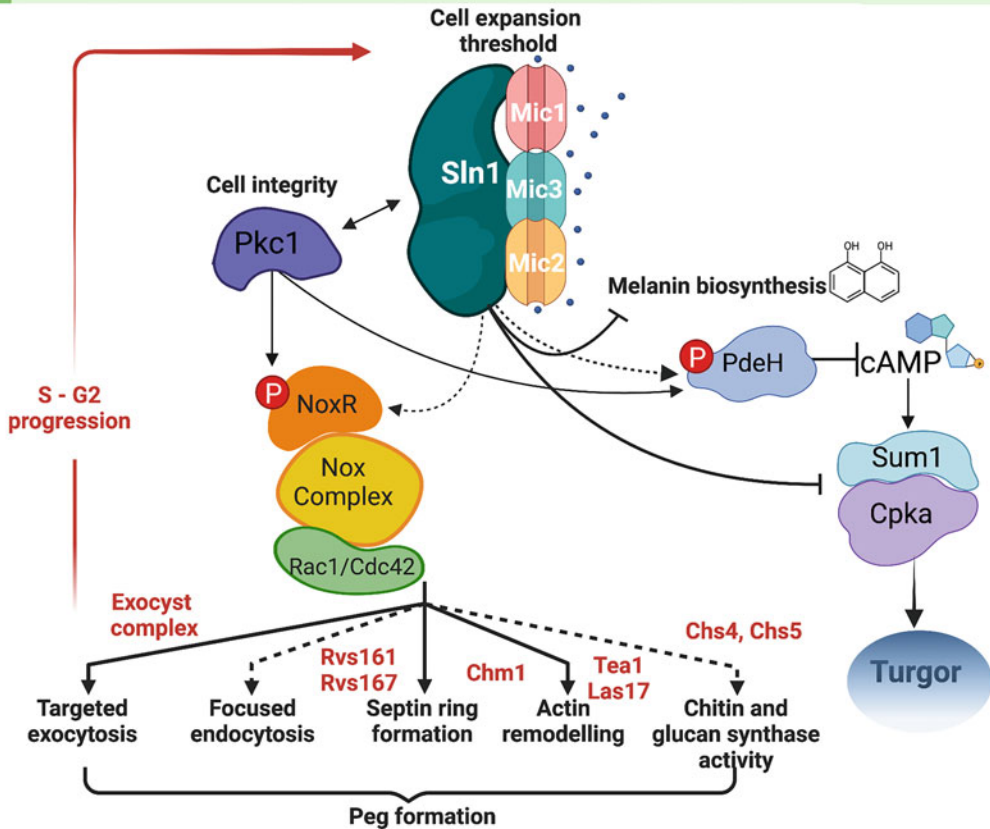 Cell expansion
threshold
Mic1
Sln1
Mic3
Mic2
Cell integrity
Pkc1
OH OH
Melanin biosynthesis
P
PdeH
cAMP
P
NoxR
S - G2
progression
Nox
Complex
Sum1
Cpka
Rac1/Cdc42
Exocyst
complex
Rvs161
Rvs167
Chm1
Tea1
Las17
Chs4, Chs5
Turgor
Targeted
exocytosis
Focused
endocytosis
Septin ring
formation
Actin
remodelling
Chitin and
glucan synthase
activity
Peg formation